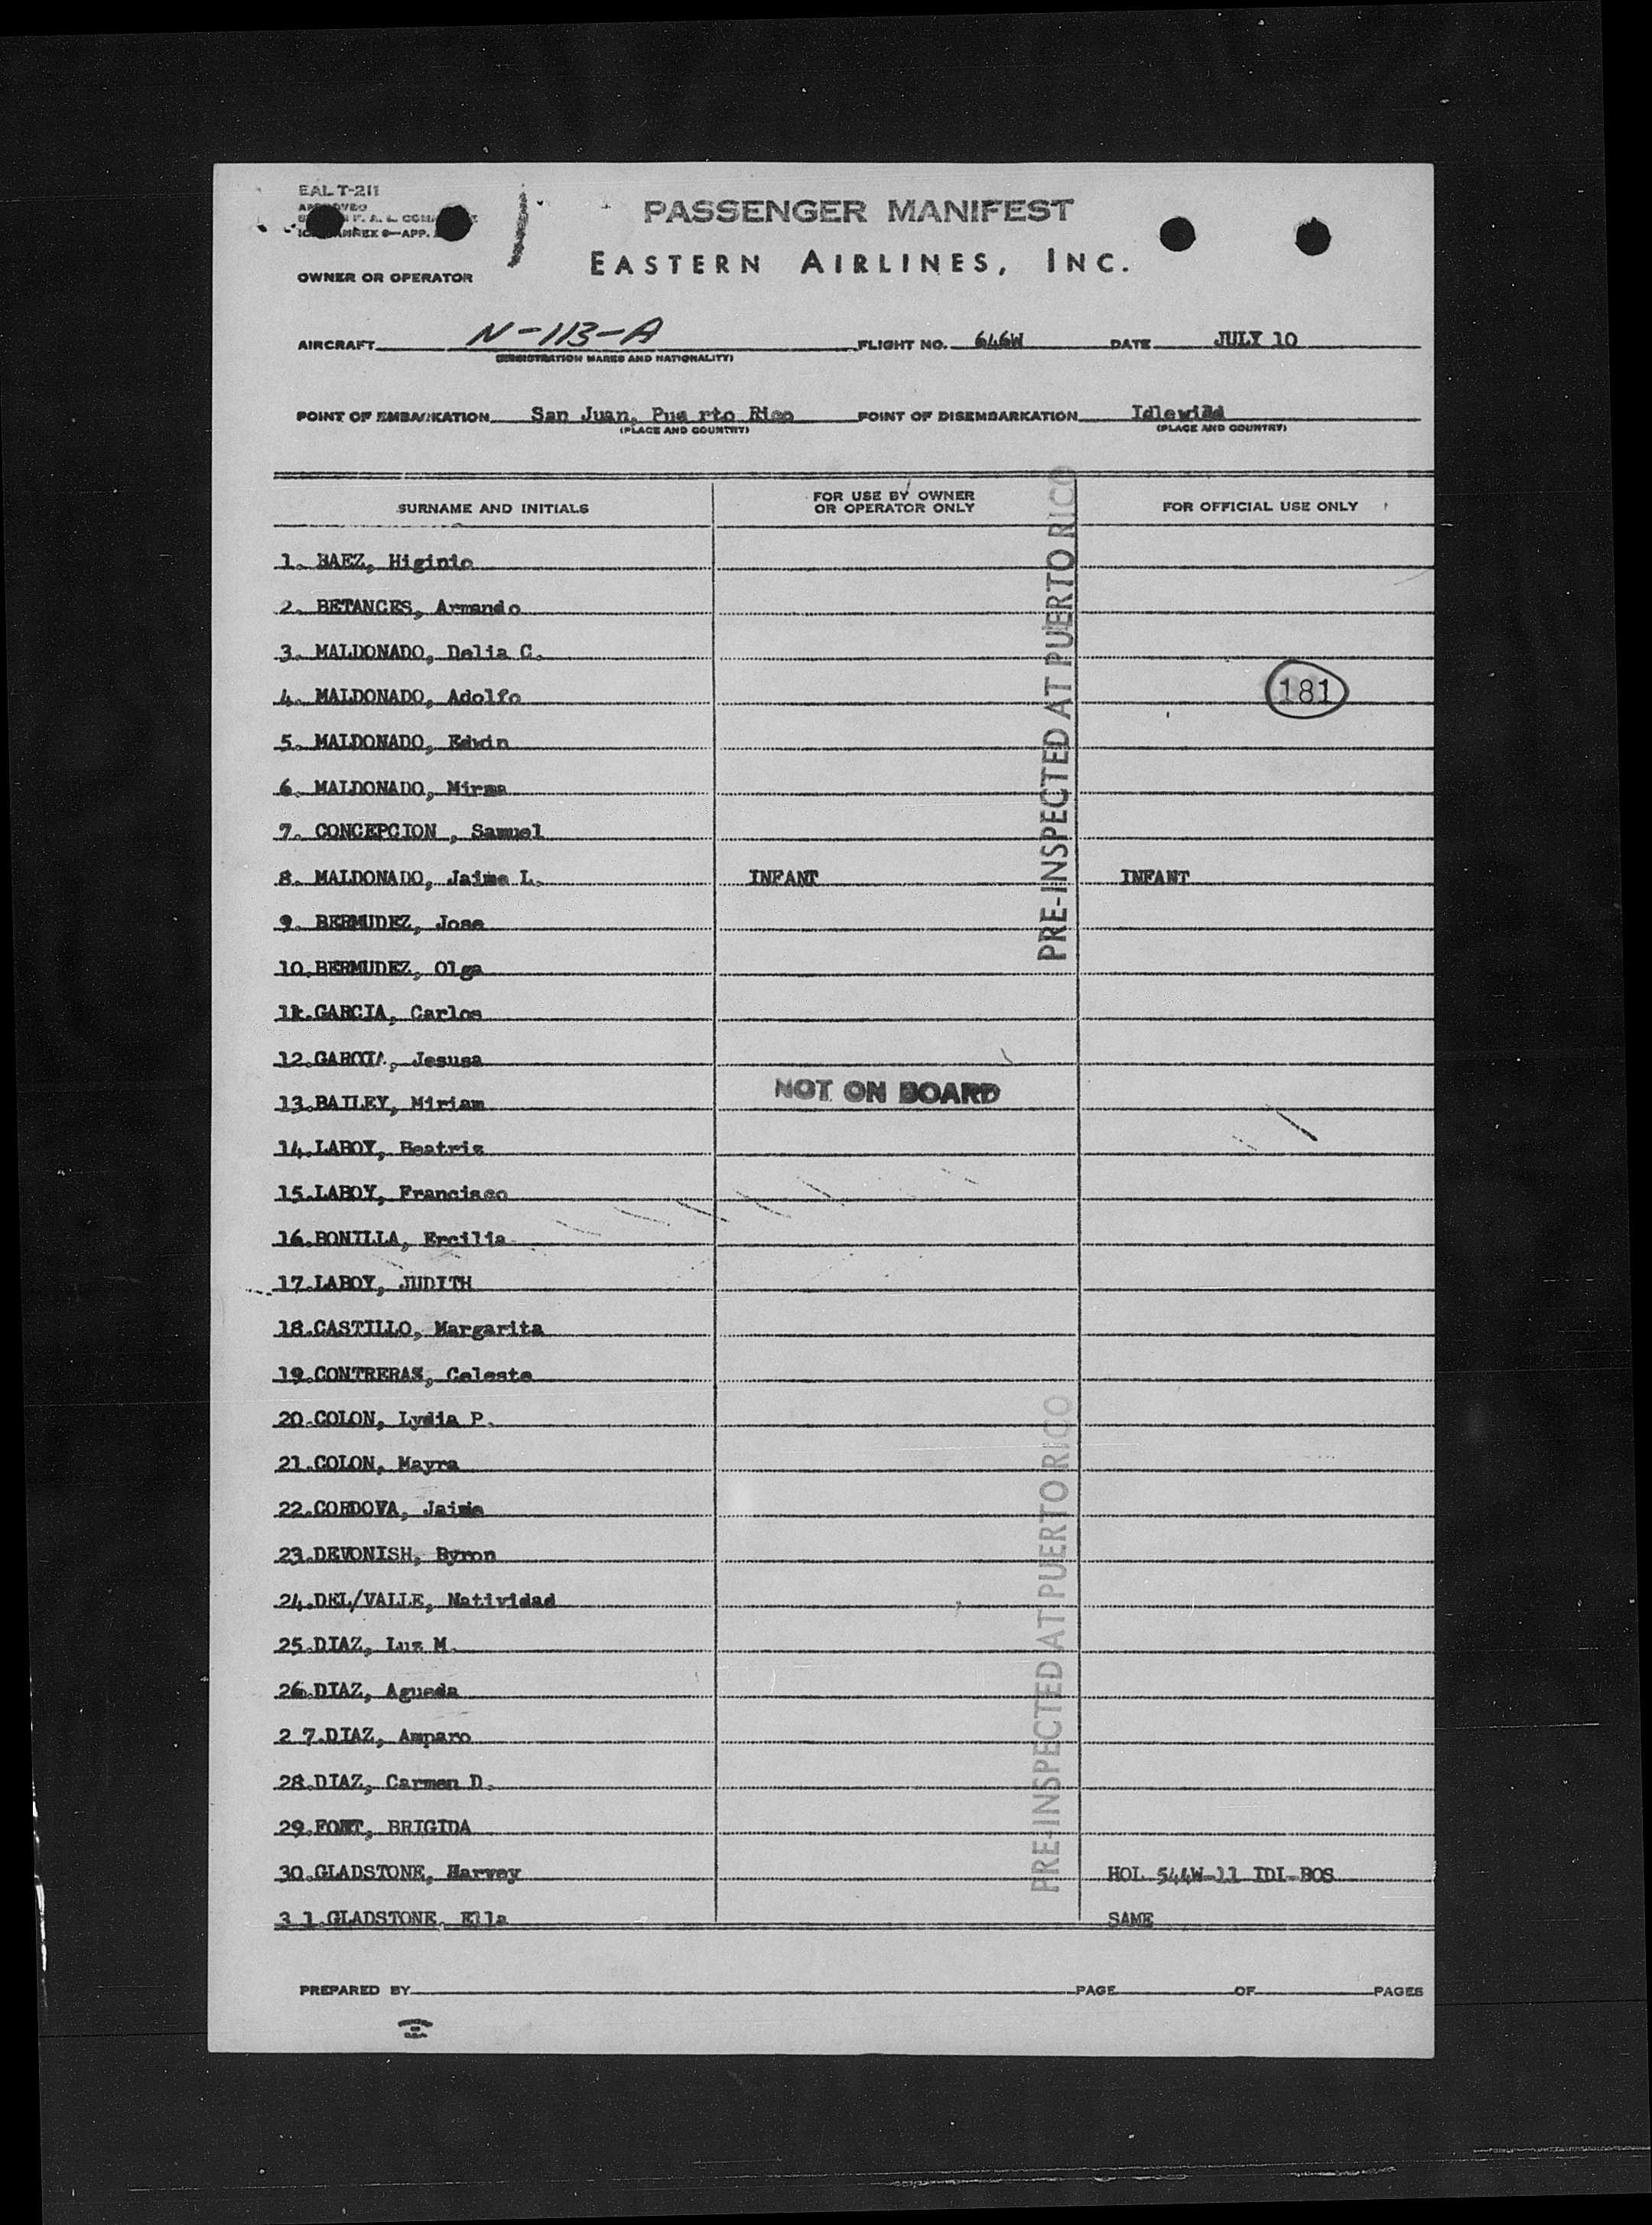 EAL T-211
APPROVED
PASSENGER MANIFEST
EASTERN AIRLINES, INC.
OWNER OR OPERATOR
AIRCRAFT N-113-A FLIGHT NO. 646W DATE JULY 10
(REGISTRATION MARKS AND NATIONALITY)
POINT OF EMBARKATION San Juan, Pue rto Rico POINT OF DISEMBARKATION Idlewild
(PLACE AND COUNTRY) (PLACE AND COUNTRY)
SURNAME AND INITIALS FOR USE BY OWNER OR OPERATOR ONLY FOR OFFICIAL USE ONLY
PRE-INSPECTED AT PUERTO RICO
1. BAEZ, Higinio
2. BETANCES, Armando
3. MALDONADO, Delia C.
4. MALDONADO, Adolfo 181
5. MALDONADO, Edwin
6. MALDONADO, Mirma
7. CONCEPCION , Samuel
8. MALDONADO, Jaime L. INFANT INFANT
9. BERMUDEZ, Jose
10.BERMUDEZ, Olga
11.GARCIA, Carlos
12.GARCIA, Jesusa
13.BAILEY, Miriam NOT ON BOARD
14.LABOY, Beatriz
15.LABOY, Francisco
16.BONILLA, Ercilia
17.LABOY, JUDITH
18.CASTILLO, Margarita
19.CONTRERAS, Celeste
20.COLON, Lydia P.
21.COLON, Mayra
22.CORDOVA, Jaime
23.DEVONISH, Byron
24.DEL/VALLE, Natividad
25.DIAZ, Luz M.
26.DIAZ, Agueda
2 7.DIAZ, Amparo
28.DIAZ, Carmen D.
29.FONT, BRIGIDA
30.GLADSTONE, Harvey HOL 544W-11 IDL-BOS
3 1.GLADSTONE, Ella SAME
PRE-INSPECTED AT PUERTO RICO
PREPARED BY PAGE OF PAGES